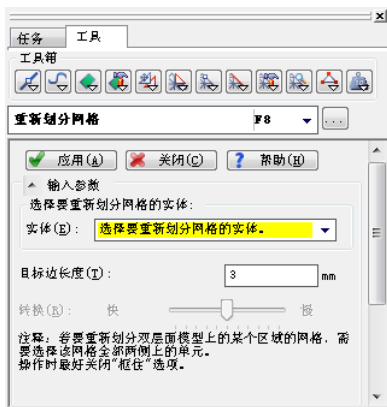 任务 工具
工具箱
重新划分网格 F8 ...
应用(A) 关闭(C) ? 帮助(H)
输入参数
选择要重新划分网格的实体:
实体(E): 选择要重新划分网格的实体。
目标边长度(T): 3 mm
转换(R): 快 慢
注释：若要重新划分双层面模型上的某个区域的网格，需
要选择该网格全部两侧上的单元。
操作时最好关闭“框住”选项。